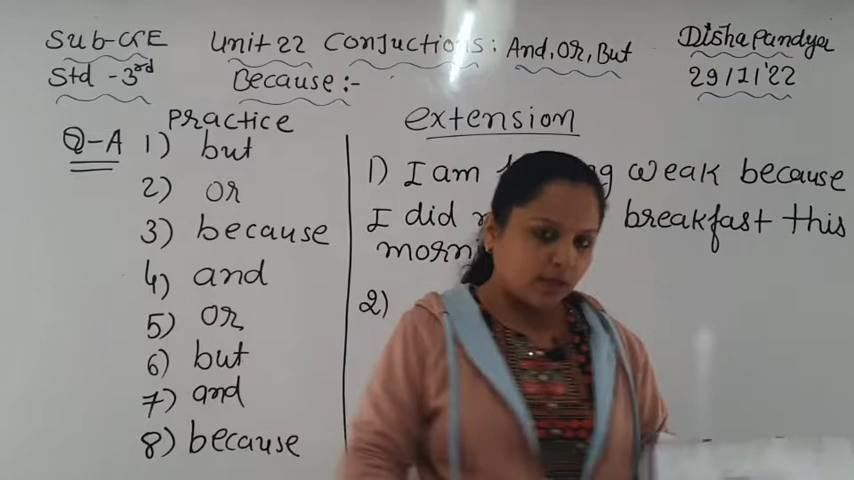 Sub-CRE Unit 22 Conjuctions: And, Or, But Disha Pandya
Std - 3rd Because :- 29/11/'22
Practice
Q-A 1) but
2) or
3) because
4) and
5) or
6) but
7) and
8) because
extension
1) I am weak because
I did breakfast this
2)